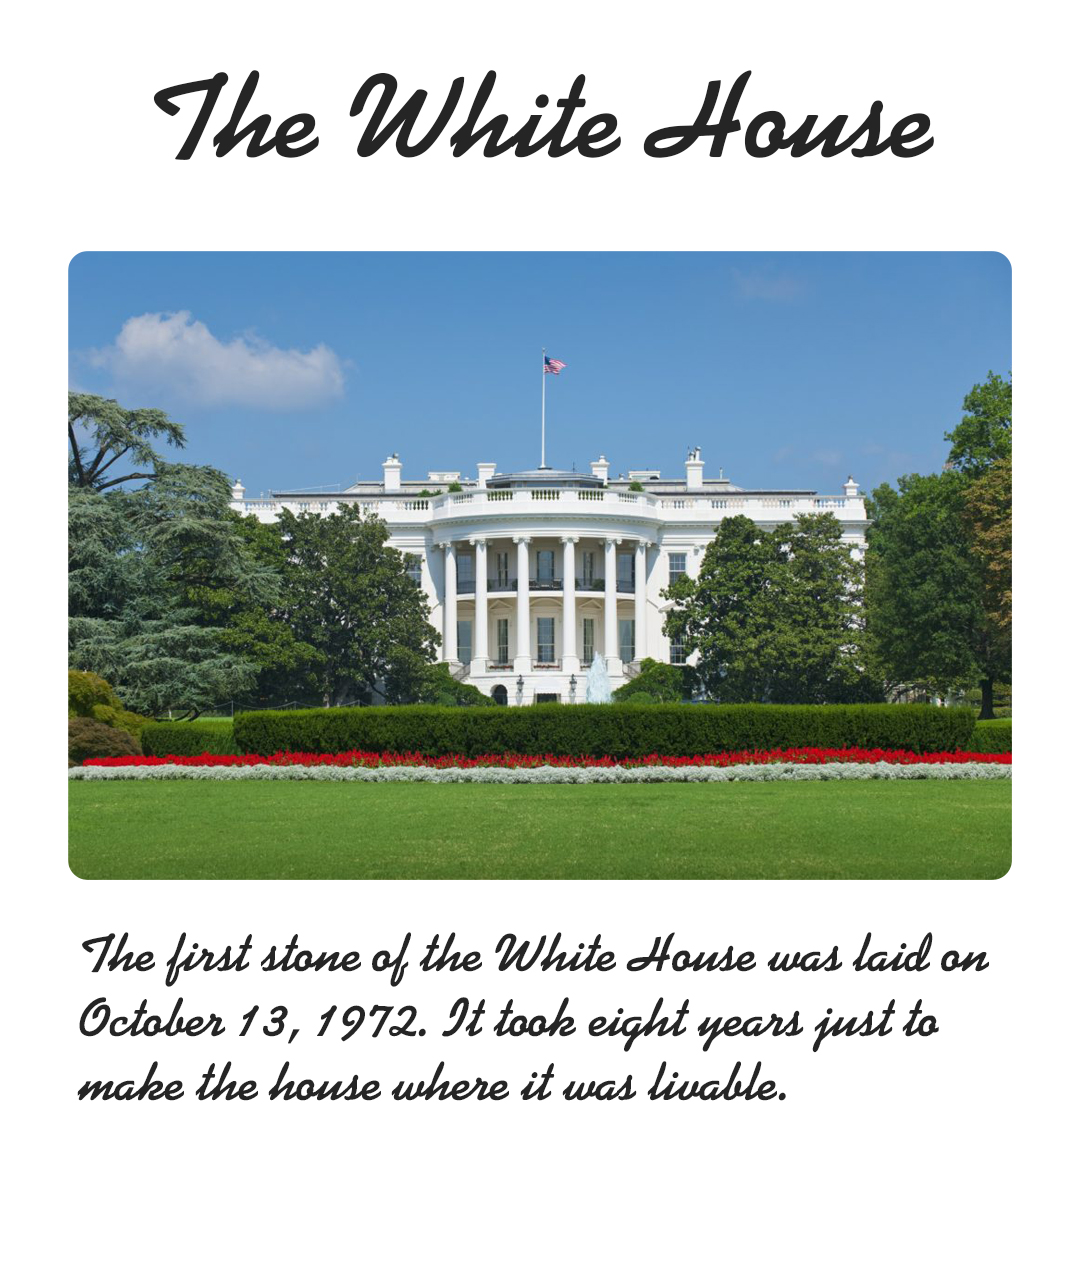 The White House
The first stone of the White House was laid on
October 13, 1972. It took eight years just to
make the house where it was livable.